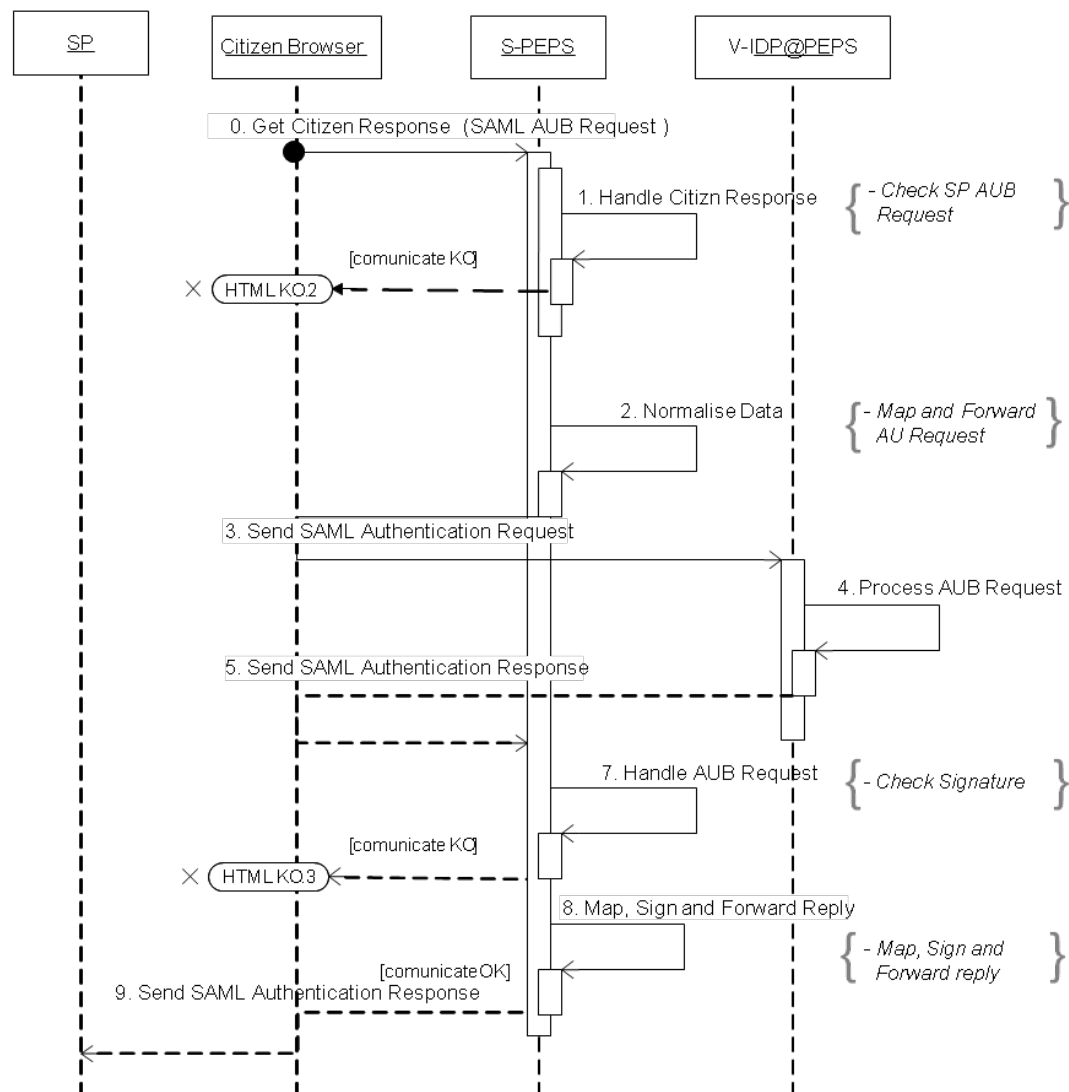 SP
Citizen Browser
S-PEPS
V-IDP@PEPS
0. Get Citizen Response (SAML AUB Request )
1. Handle Citizn Response
- Check SP AUB
Request
[comunicate KO]
HTML KO.2
2. Normalise Data
- Map and Forward
AU Request
3. Send SAML Authentication Request
4. Process AUB Request
5. Send SAML Authentication Response
7. Handle AUB Request
- Check Signature
[comunicate KO]
HTML KO.3
8. Map, Sign and Forward Reply
- Map, Sign and
Forward reply
[comunicate OK]
9. Send SAML Authentication Response